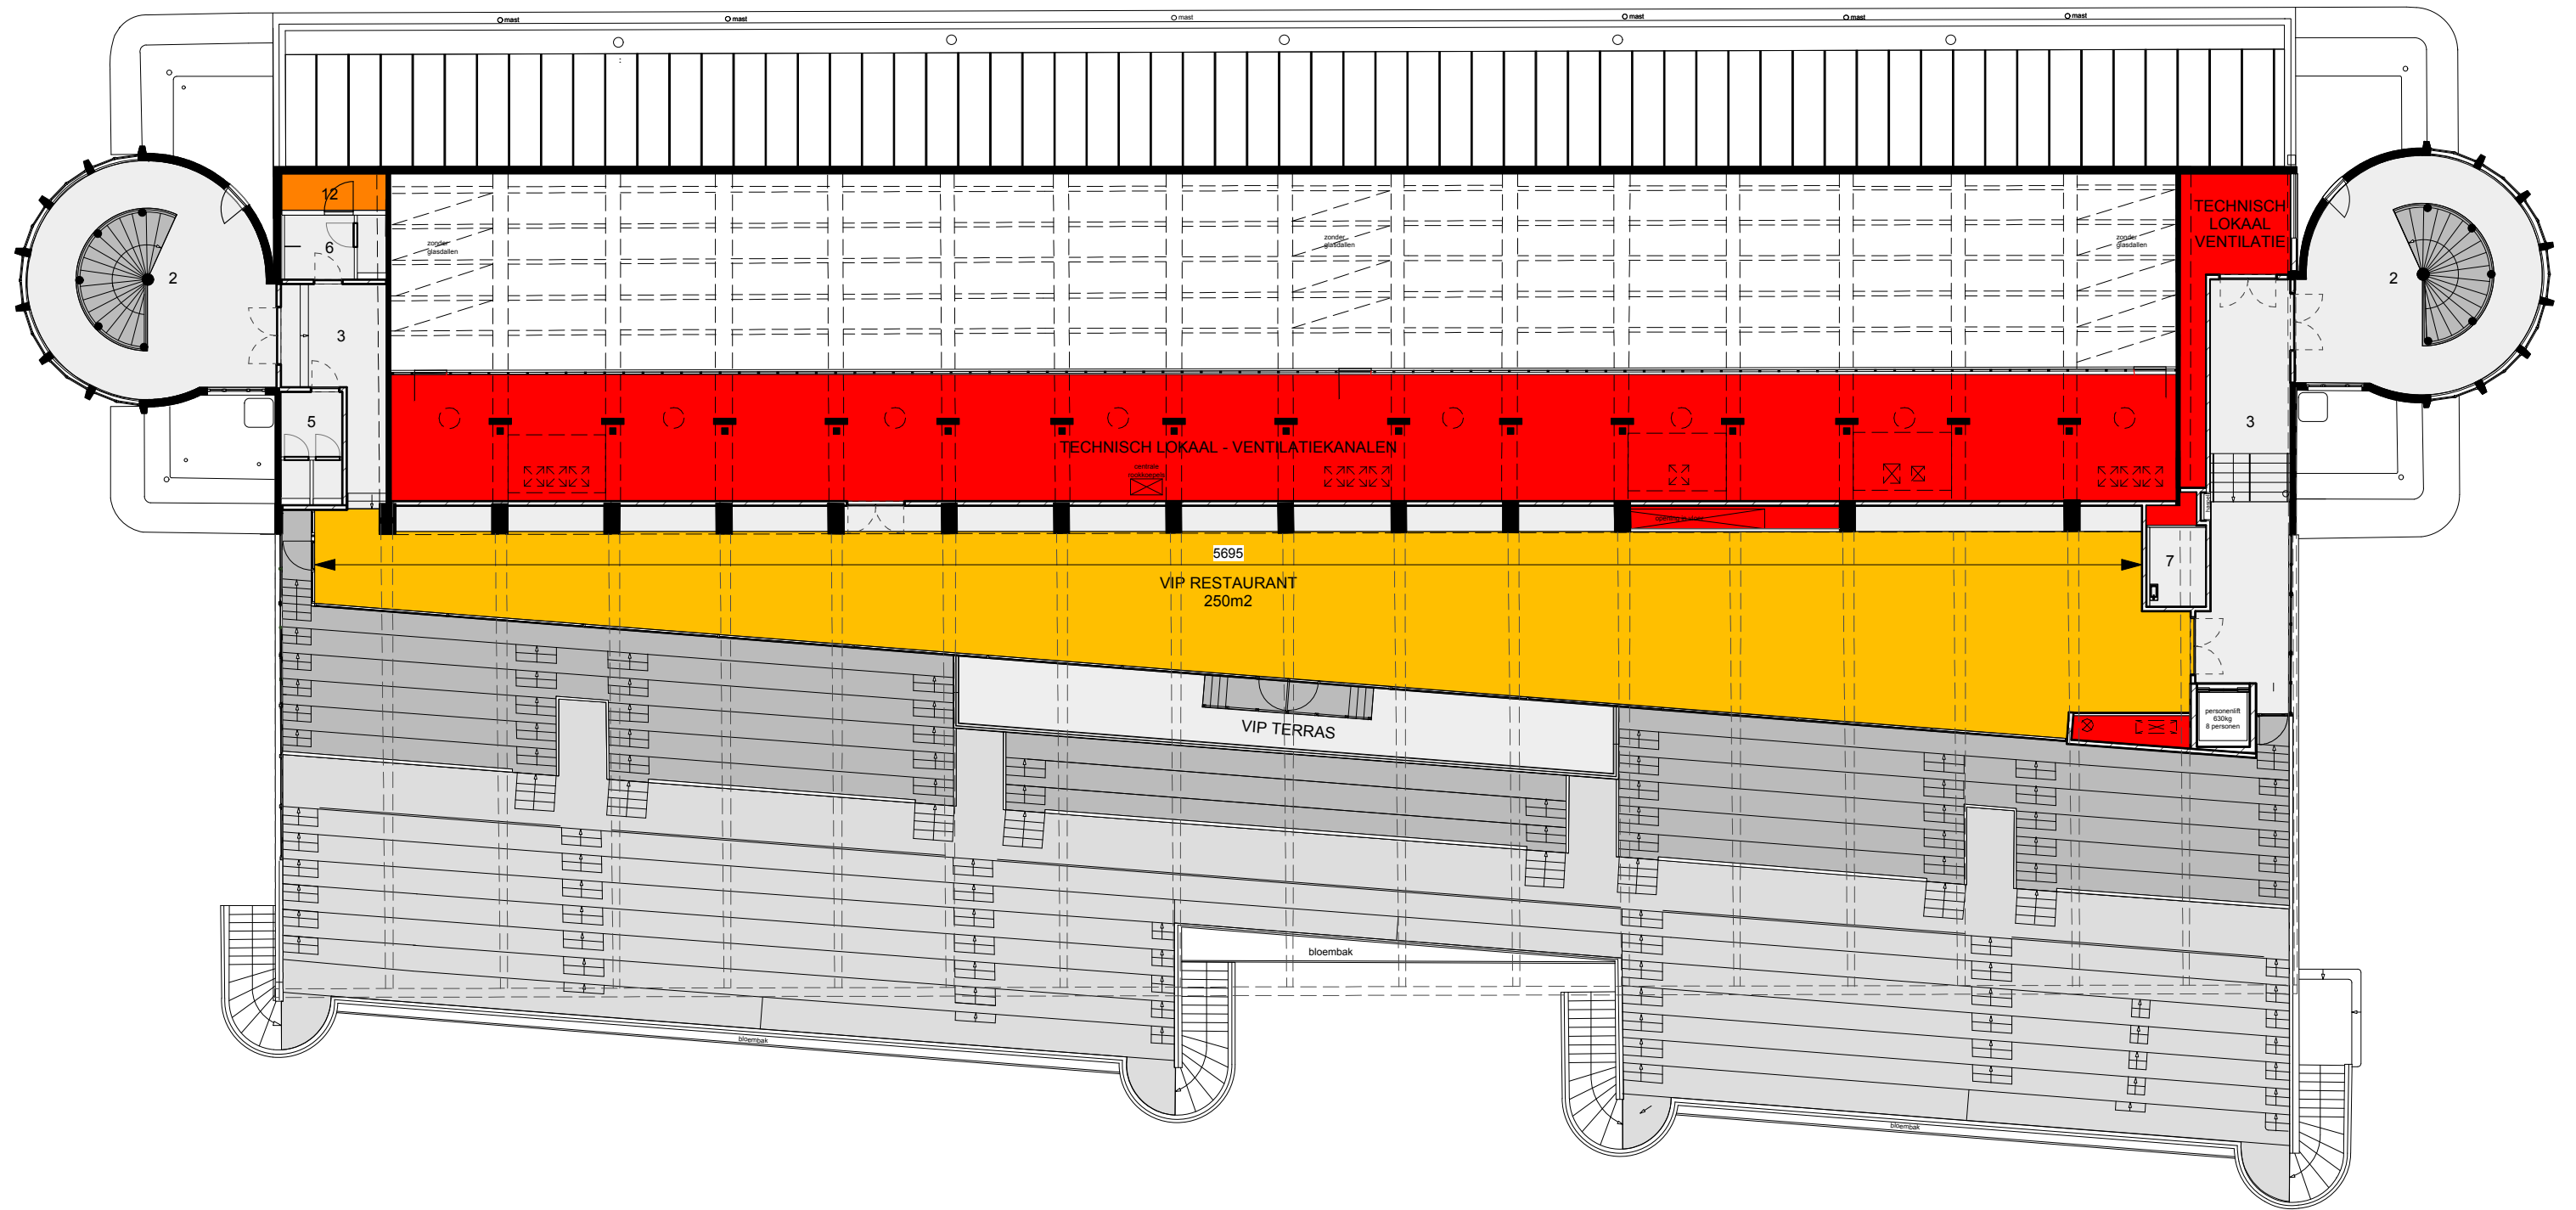 mast
mast
mast
mast
mast
mast
12
TECHNISCH
LOKAAL
VENTILATIE
6
zonder
glasdallen
zonder
glasdallen
zonder
glasdallen
2
2
3
5
3
TECHNISCH LOKAAL - VENTILATIEKANALEN
centrale
5695
7
VIP RESTAURANT
250m2
personenlift
630kg
8 personen
VIP TERRAS
bloembak
bloembak
bloembak